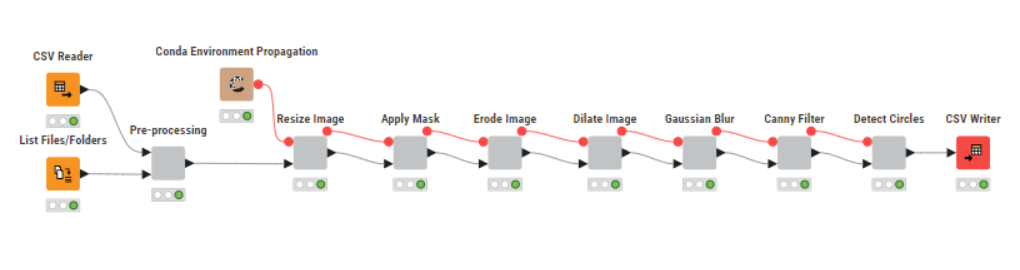 CSV Reader
Conda Environment Propagation
List Files/Folders
Pre-processing
Resize Image
Apply Mask
Erode Image
Dilate Image
Gaussian Blur
Canny Filter
Detect Circles
CSV Writer